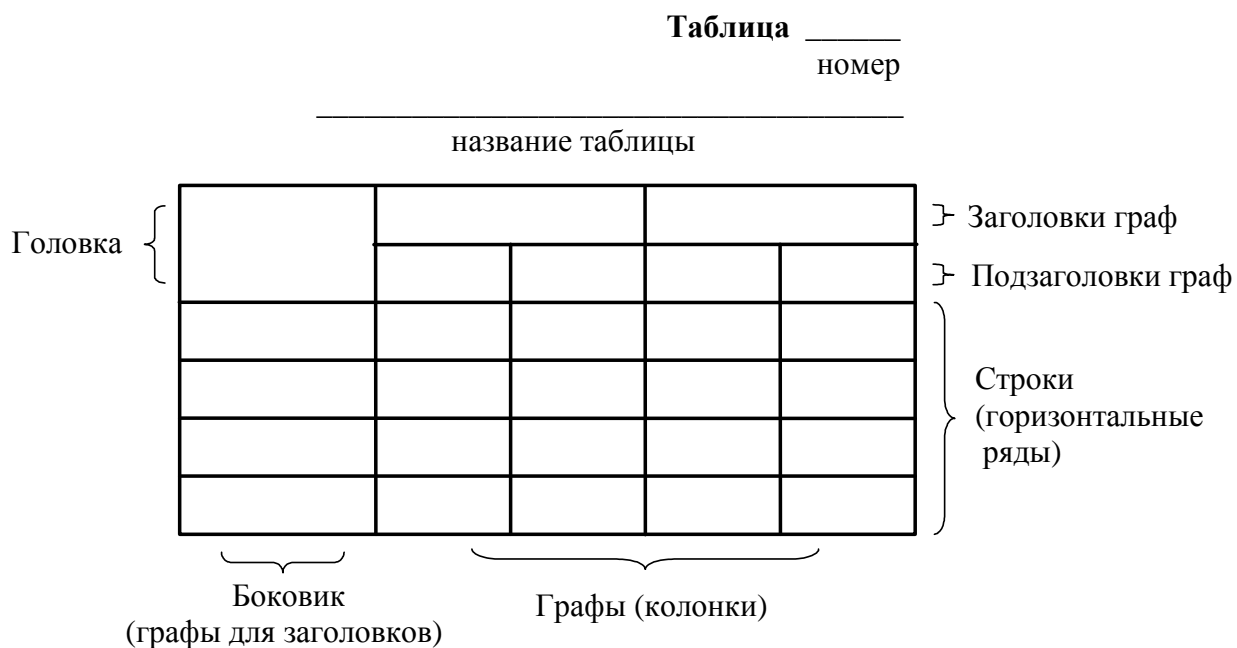 Таблица ______
номер
_____________________________________
название таблицы
Головка
Заголовки граф
Подзаголовки граф
Строки
(горизонтальные
ряды)
Боковик
(графы для заголовков)
Графы (колонки)